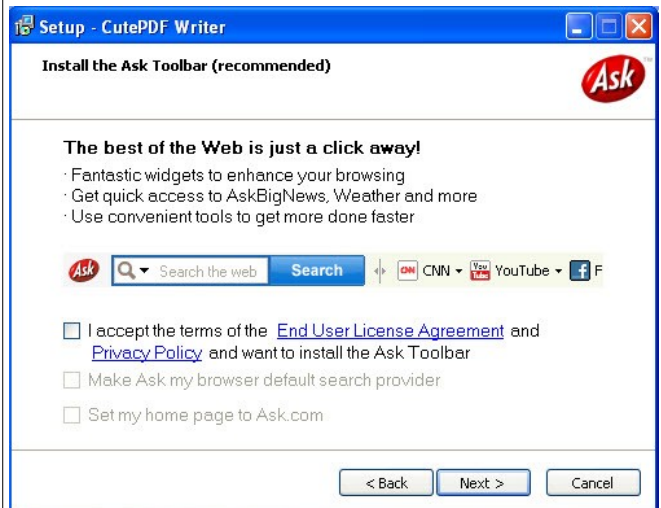 Setup - CutePDF Writer
Install the Ask Toolbar (recommended)
Ask
The best of the Web is just a click away!
· Fantastic widgets to enhance your browsing
· Get quick access to AskBigNews, Weather and more
· Use convenient tools to get more done faster
Ask Search the web Search CNN You Tube YouTube f F
I accept the terms of the End User License Agreement and
Privacy Policy and want to install the Ask Toolbar
Make Ask my browser default search provider
Set my home page to Ask.com
< Back Next > Cancel